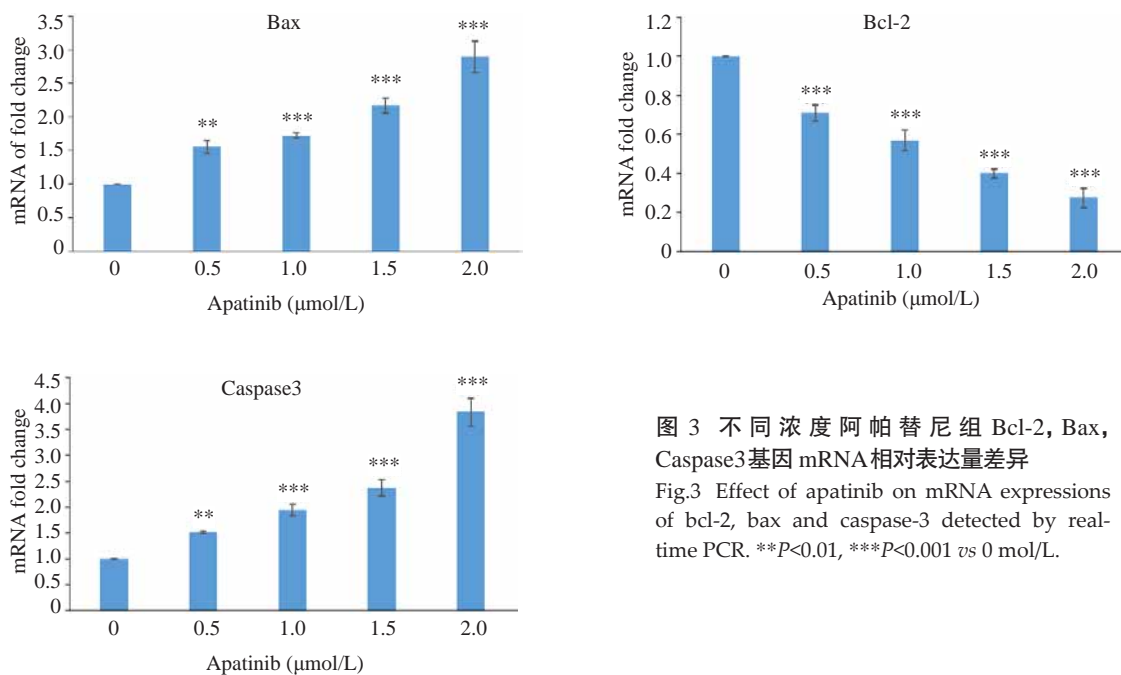 Bax
mRNA of fold change
3.5
3.0
2.5
2.0
1.5
1.0
0.5
0
**
***
***
***
0 0.5 1.0 1.5 2.0
Apatinib (μmol/L)
Bcl-2
mRNA fold change
1.2
1.0
0.8
0.6
0.4
0.2
0
***
***
***
***
0 0.5 1.0 1.5 2.0
Apatinib (μmol/L)
Caspase3
mRNA fold change
4.5
4.0
3.5
3.0
2.5
2.0
1.5
1.0
0.5
0
**
***
***
***
0 0.5 1.0 1.5 2.0
Apatinib (μmol/L)
图 3 不同浓度阿帕替尼组 Bcl-2, Bax,
Caspase3基因 mRNA相对表达量差异
Fig.3 Effect of apatinib on mRNA expressions
of bcl-2, bax and caspase-3 detected by real-
time PCR. **P<0.01, ***P<0.001 vs 0 mol/L.